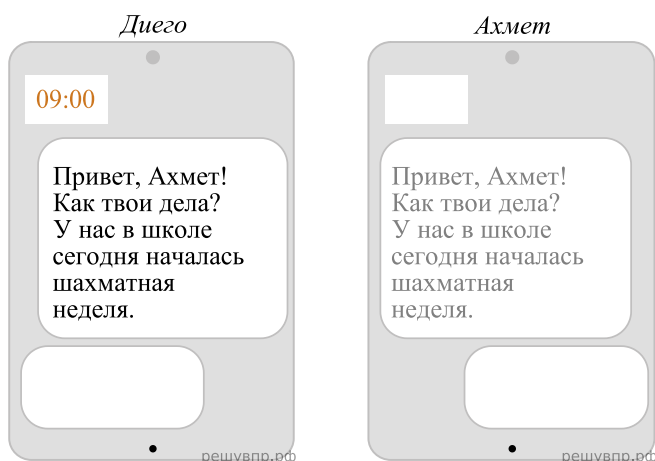 Диего
09:00
Привет, Ахмет!
Как твои дела?
У нас в школе
сегодня началась
шахматная
неделя.
решувпр.рф
Ахмет
Привет, Ахмет!
Как твои дела?
У нас в школе
сегодня началась
шахматная
неделя.
решувпр.рф